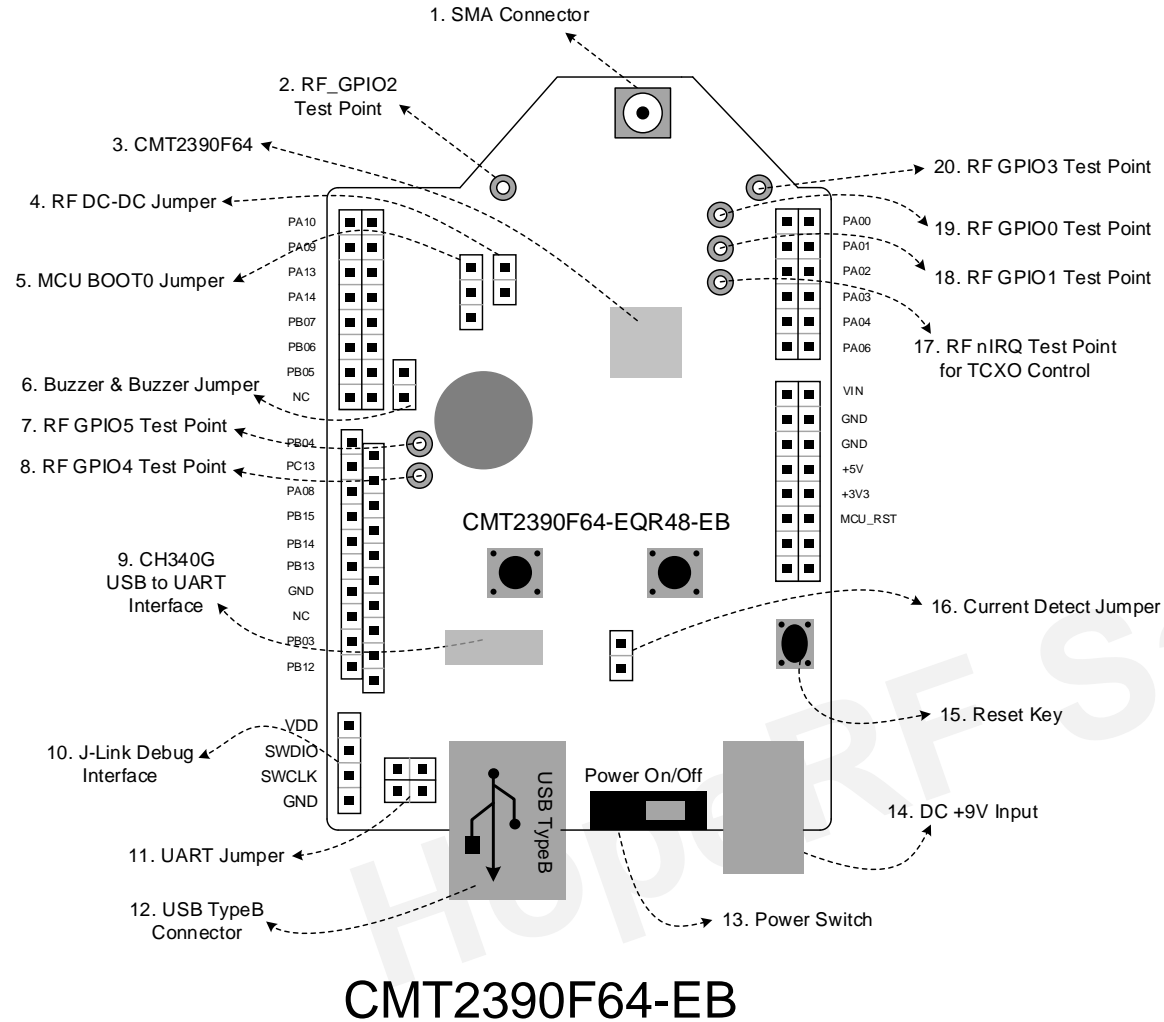 1. SMA Connector
2. RF_GPIO2
Test Point
3. CMT2390F64
4. RF DC-DC Jumper
5. MCU BOOT0 Jumper
6. Buzzer & Buzzer Jumper
7. RF GPIO5 Test Point
8. RF GPIO4 Test Point
9. CH340G
USB to UART
Interface
10. J-Link Debug
Interface
11. UART Jumper
12. USB TypeB
Connector
PA10
PA09
PA13
PA14
PB07
PB06
PB05
NC
PB04
PC13
PA08
PB15
PB14
PB13
GND
NC
PB03
PB12
VDD
SWDIO
SWCLK
GND
CMT2390F64-EQR48-EB
USB TypeB
Power On/Off
PA00
PA01
PA02
PA03
PA04
PA06
VIN
GND
GND
+5V
+3V3
MCU_RST
20. RF GPIO3 Test Point
19. RF GPIO0 Test Point
18. RF GPIO1 Test Point
17. RF nIRQ Test Point
for TCXO Control
16. Current Detect Jumper
15. Reset Key
14. DC +9V Input
13. Power Switch
HopeRF S
CMT2390F64-EB